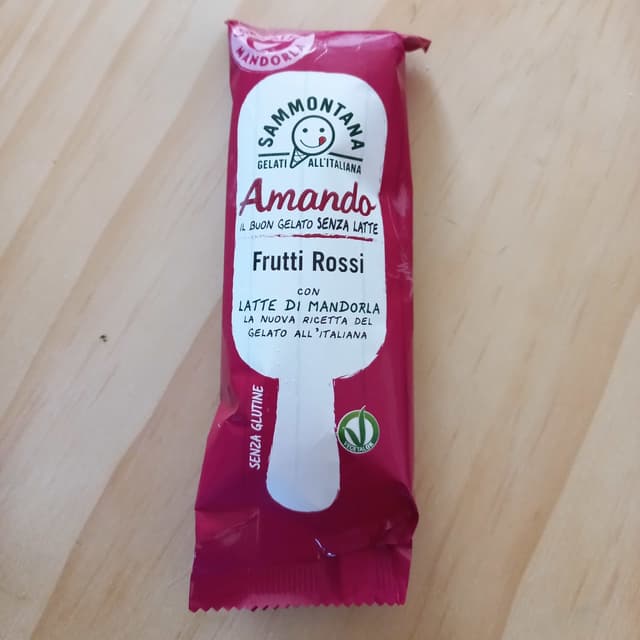 MANDORLA
SAMMONTANA
GELATI ALL'ITALIANA
Amando
IL BUON GELATO SENZA LATTE
Frutti Rossi
CON
LATTE DI MANDORLA
LA NUOVA RICETTA DEL
GELATO ALL'ITALIANA
SENZA GLUTINE